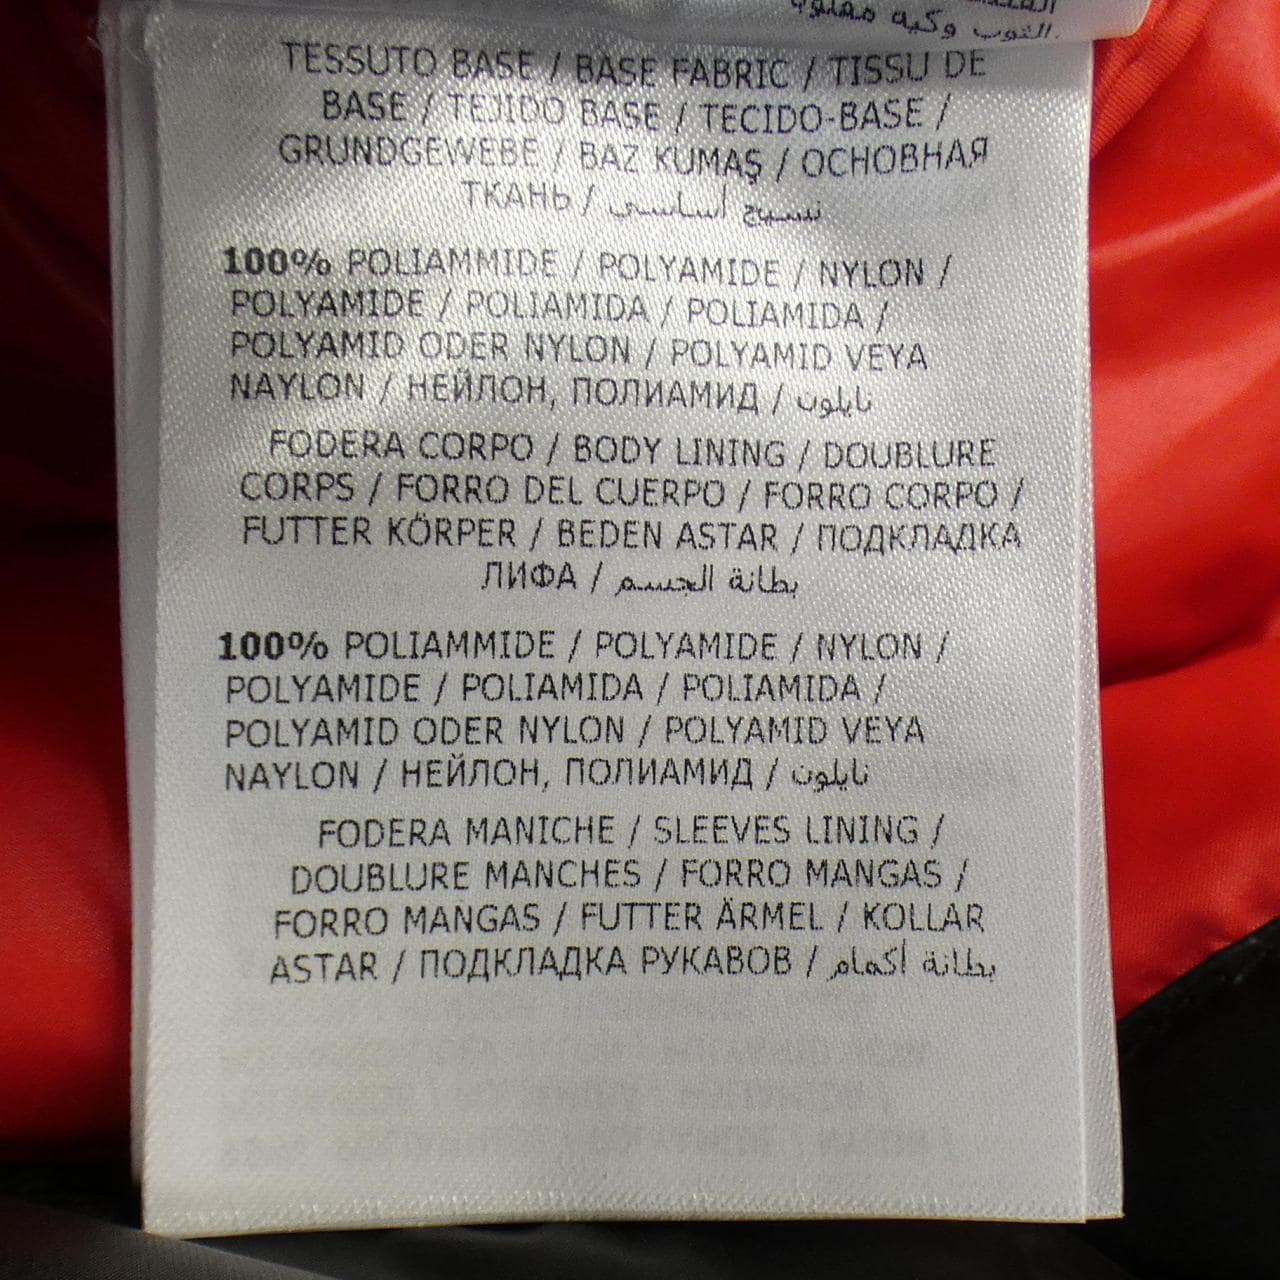 الثوب وكيه مقلوب.
TESSUTO BASE / BASE FABRIC / TISSU DE
BASE / TEJIDO BASE / TECIDO-BASE /
GRUNDGEWEBE / BAZ KUMAŞ / ОСНОВНАЯ
ТКАНЬ / نسيج أساسي
100% POLIAMMIDE / POLYAMIDE / NYLON /
POLYAMIDE / POLIAMIDA / POLIAMIDA /
POLYAMID ODER NYLON / POLYAMID VEYA
NAYLON / НЕЙЛОН, ПОЛИАМИД / نايلون
FODERA CORPO / BODY LINING / DOUBLURE
CORPS / FORRO DEL CUERPO / FORRO CORPO /
FUTTER KÖRPER / BEDEN ASTAR / ПОДКЛАДКА
ЛИФА / بطانة الجسم
100% POLIAMMIDE / POLYAMIDE / NYLON /
POLYAMIDE / POLIAMIDA / POLIAMIDA /
POLYAMID ODER NYLON / POLYAMID VEYA
NAYLON / НЕЙЛОН, ПОЛИАМИД / نايلون
FODERA MANICHE / SLEEVES LINING /
DOUBLURE MANCHES / FORRO MANGAS /
FORRO MANGAS / FUTTER ÄRMEL / KOLLAR
ASTAR / ПОДКЛАДКА РУКАВОВ / بطانة أكمام